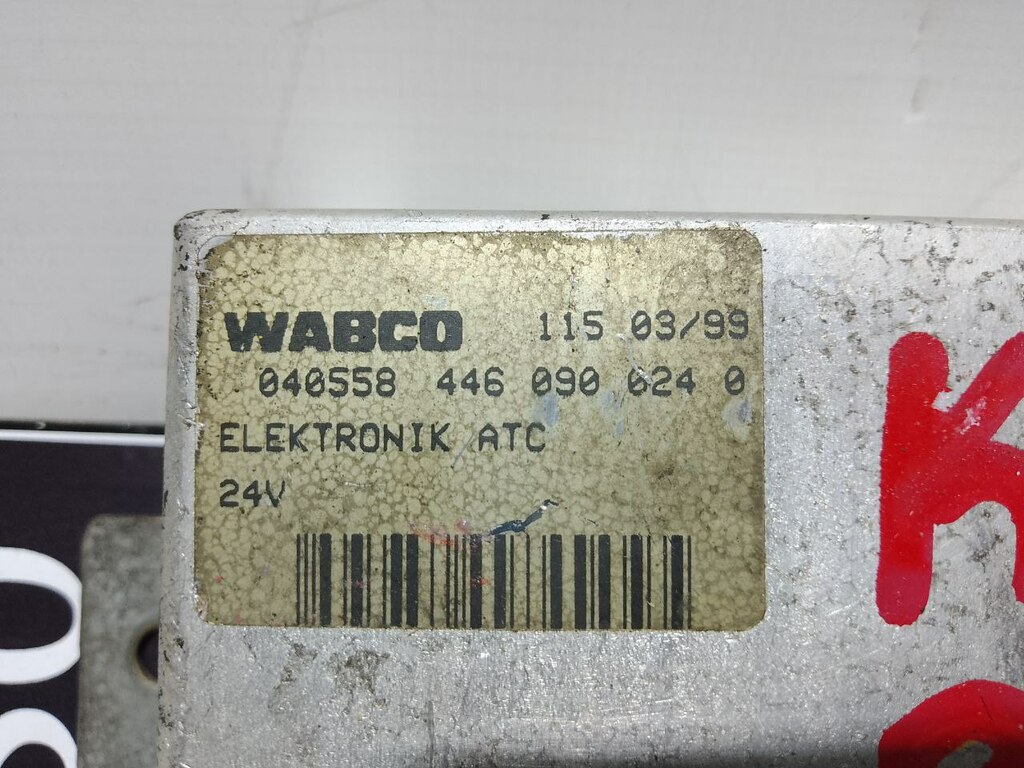 WABCO 115 03/99
040558 446 090 024 0
ELEKTRONIK ATC
24V
K